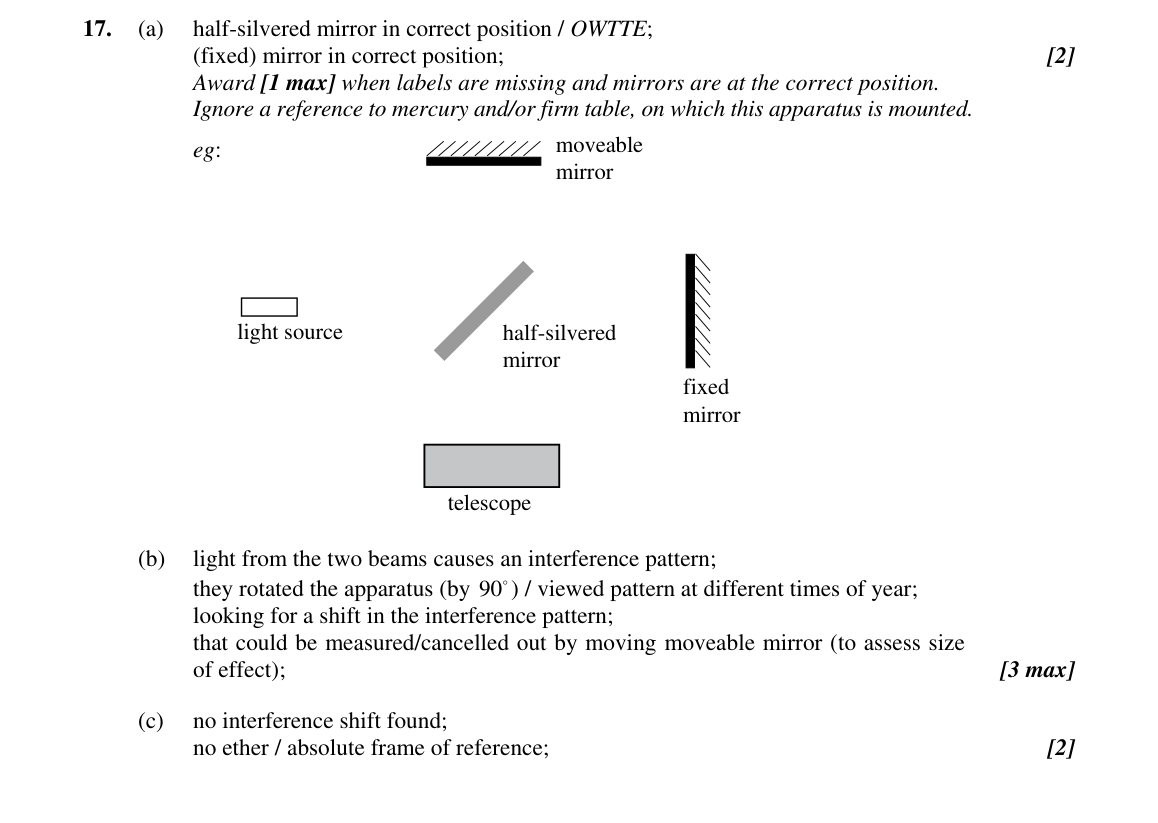 17. (a) half-silvered mirror in correct position / OWTTE;
(fixed) mirror in correct position; [2]
Award [1 max] when labels are missing and mirrors are at the correct position.
Ignore a reference to mercury and/or firm table, on which this apparatus is mounted.
eg:
moveable
mirror
light source
half-silvered
mirror
fixed
mirror
telescope
(b) light from the two beams causes an interference pattern;
they rotated the apparatus (by 90°) / viewed pattern at different times of year;
looking for a shift in the interference pattern;
that could be measured/cancelled out by moving moveable mirror (to assess size
of effect); [3 max]
(c) no interference shift found;
no ether / absolute frame of reference; [2]